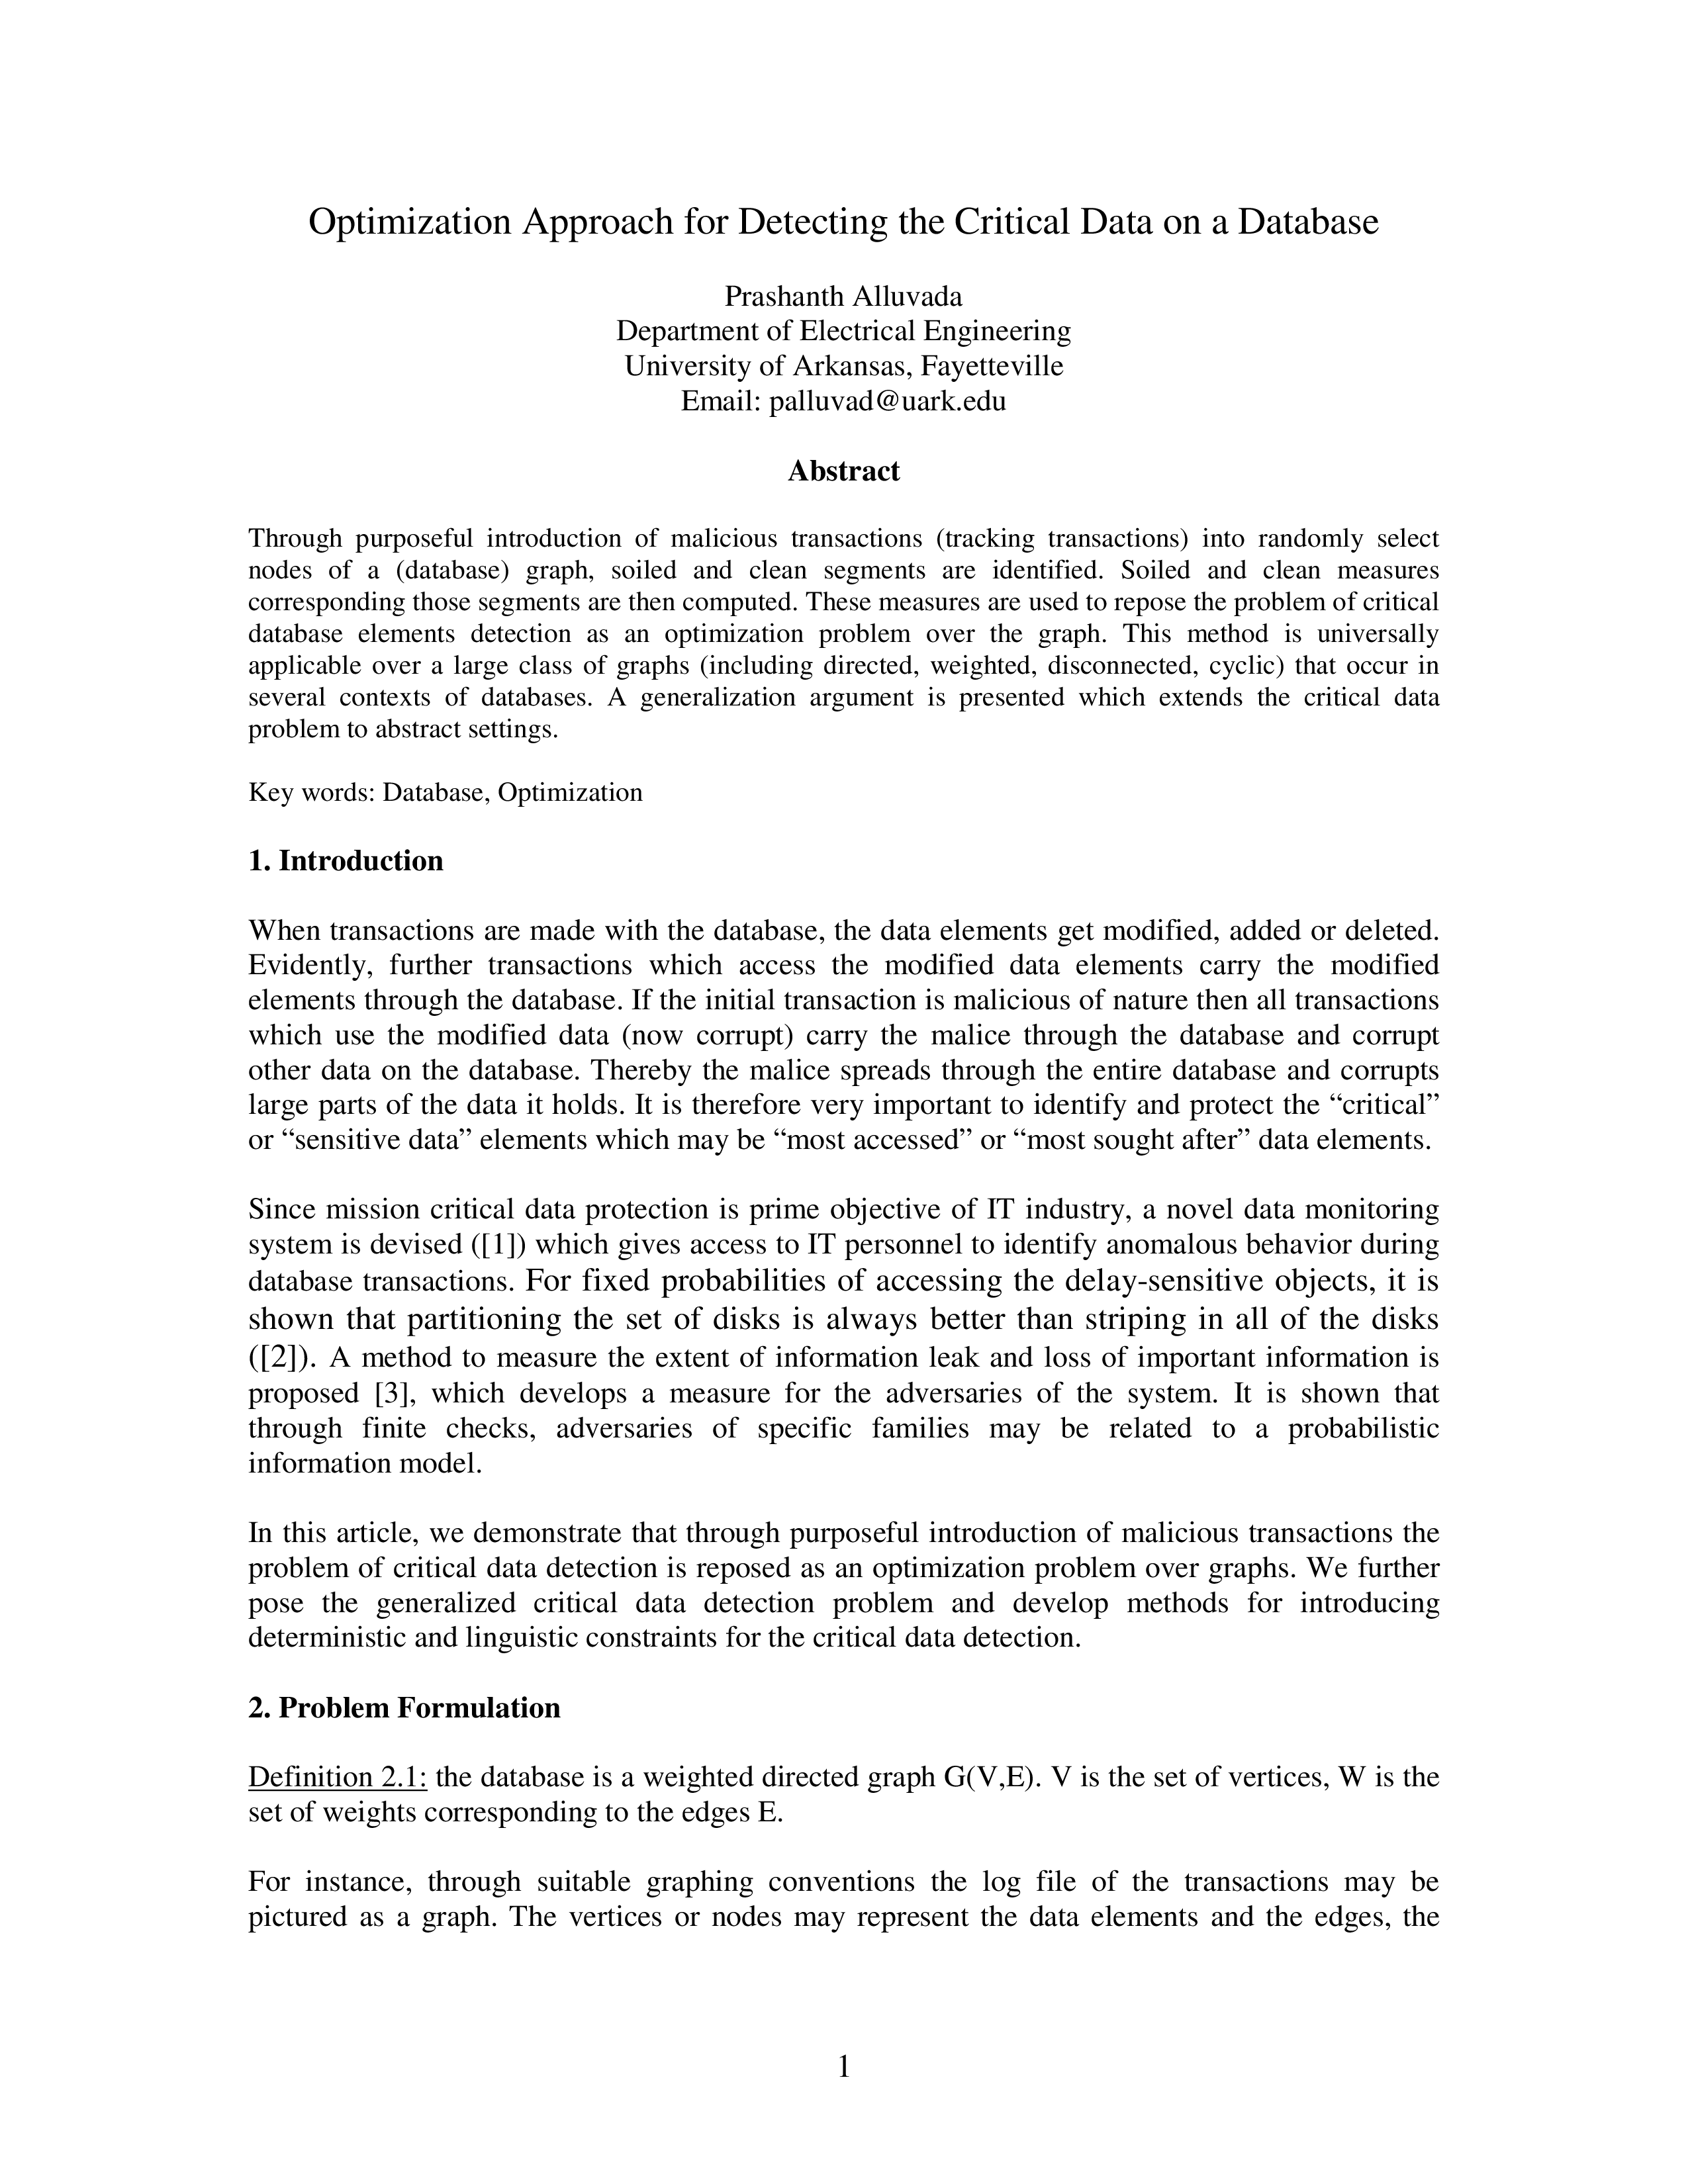 Optimization Approach for Detecting the Critical Data on a Database
Prashanth Alluvada
Department of Electrical Engineering
University of Arkansas, Fayetteville
Email: palluvad@uark.edu
Abstract
Through purposeful introduction of malicious transactions (tracking transactions) into randomly select
nodes of a (database) graph, soiled and clean segments are identified. Soiled and clean measures
corresponding those segments are then computed. These measures are used to repose the problem of critical
database elements detection as an optimization problem over the graph. This method is universally
applicable over a large class of graphs (including directed, weighted, disconnected, cyclic) that occur in
several contexts of databases. A generalization argument is presented which extends the critical data
problem to abstract settings.
Key words: Database, Optimization
1. Introduction
When transactions are made with the database, the data elements get modified, added or deleted.
Evidently, further transactions which access the modified data elements carry the modified
elements through the database. If the initial transaction is malicious of nature then all transactions
which use the modified data (now corrupt) carry the malice through the database and corrupt
other data on the database. Thereby the malice spreads through the entire database and corrupts
large parts of the data it holds. It is therefore very important to identify and protect the “critical”
or “sensitive data” elements which may be “most accessed” or “most sought after” data elements.
Since mission critical data protection is prime objective of IT industry, a novel data monitoring
system is devised ([1]) which gives access to IT personnel to identify anomalous behavior during
database transactions. For fixed probabilities of accessing the delay-sensitive objects, it is
shown that partitioning the set of disks is always better than striping in all of the disks
([2]). A method to measure the extent of information leak and loss of important information is
proposed [3], which develops a measure for the adversaries of the system. It is shown that
through finite checks, adversaries of specific families may be related to a probabilistic
information model.
In this article, we demonstrate that through purposeful introduction of malicious transactions the
problem of critical data detection is reposed as an optimization problem over graphs. We further
pose the generalized critical data detection problem and develop methods for introducing
deterministic and linguistic constraints for the critical data detection.
2. Problem Formulation
Definition 2.1: the database is a weighted directed graph G(V,E). V is the set of vertices, W is the
set of weights corresponding to the edges E.
For instance, through suitable graphing conventions the log file of the transactions may be
pictured as a graph. The vertices or nodes may represent the data elements and the edges, the
1